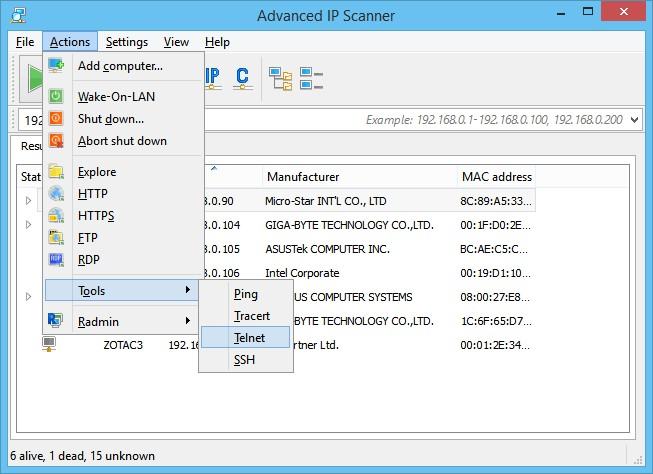 Advanced IP Scanner
File Actions Settings View Help
Add computer...
IP C
Wake-On-LAN
Shut down...
192
Example: 192.168.0.1-192.168.0.100, 192.168.0.200
Abort shut down
Resu
Explore
Stat Manufacturer MAC address
HTTP
.0.90 Micro-Star INT'L CO., LTD 8C:89:A5:33...
HTTPS
.0.104 GIGA-BYTE TECHNOLOGY CO.,LTD. 00:1F:D0:2E...
FTP
.0.105 ASUSTek COMPUTER INC. BC:AE:C5:C...
RDP
.0.106 Intel Corporate 00:19:D1:10...
Tools
Ping
US COMPUTER SYSTEMS 08:00:27:E8...
Radmin
Tracert
-BYTE TECHNOLOGY CO.,LTD. 1C:6F:65:D7...
Telnet
ZOTAC3 192.16 rtner Ltd. 00:01:2E:34...
SSH
6 alive, 1 dead, 15 unknown